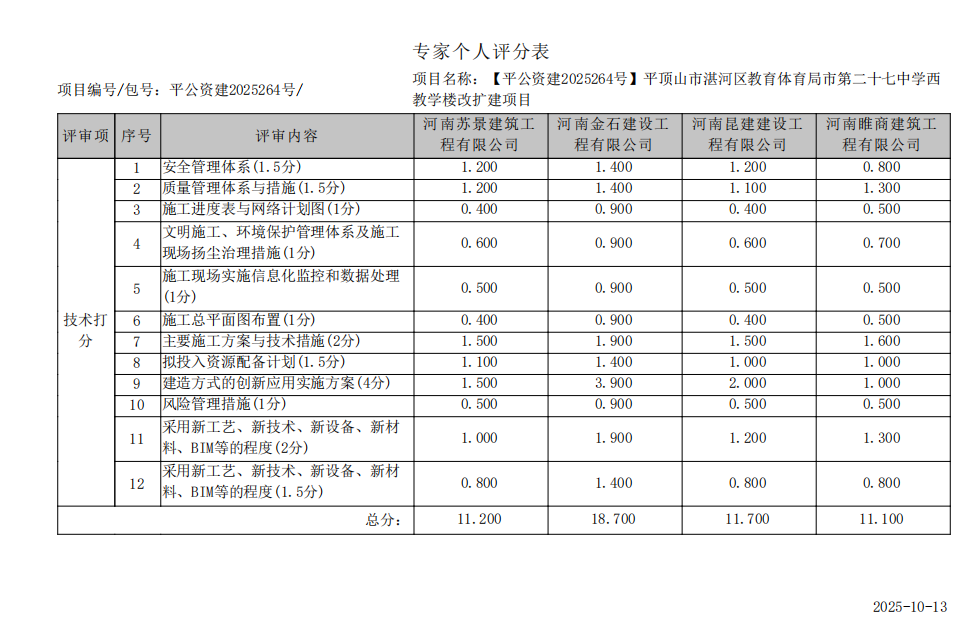 专家个人评分表
项目编号/包号: 平公资建2025264号/
项目名称: 【平公资建2025264号】平顶山市湛河区教育体育局市第二十七中学西
教学楼改扩建项目
评审项 序号 评审内容 河南苏景建筑工 河南金石建设工 河南昆建建设工 河南睢商建筑工
程有限公司 程有限公司 程有限公司 程有限公司
1 安全管理体系(1.5分) 1.200 1.400 1.200 0.800
2 质量管理体系与措施(1.5分) 1.200 1.400 1.100 1.300
3 施工进度表与网络计划图(1分) 0.400 0.900 0.400 0.500
4 文明施工、环境保护管理体系及施工
现场扬尘治理措施(1分) 0.600 0.900 0.600 0.700
5 施工现场实施信息化监控和数据处理
(1分) 0.500 0.900 0.500 0.500
技术打
分
6 施工总平面图布置(1分) 0.400 0.900 0.400 0.500
7 主要施工方案与技术措施(2分) 1.500 1.900 1.500 1.600
8 拟投入资源配备计划(1.5分) 1.100 1.400 1.000 1.000
9 建造方式的创新应用实施方案(4分) 1.500 3.900 2.000 1.000
10 风险管理措施(1分) 0.500 0.900 0.500 0.500
11 采用新工艺、新技术、新设备、新材
料、BIM等的程度(2分) 1.000 1.900 1.200 1.300
12 采用新工艺、新技术、新设备、新材
料、BIM等的程度(1.5分) 0.800 1.400 0.800 0.800
总分: 11.200 18.700 11.700 11.100
2025-10-13